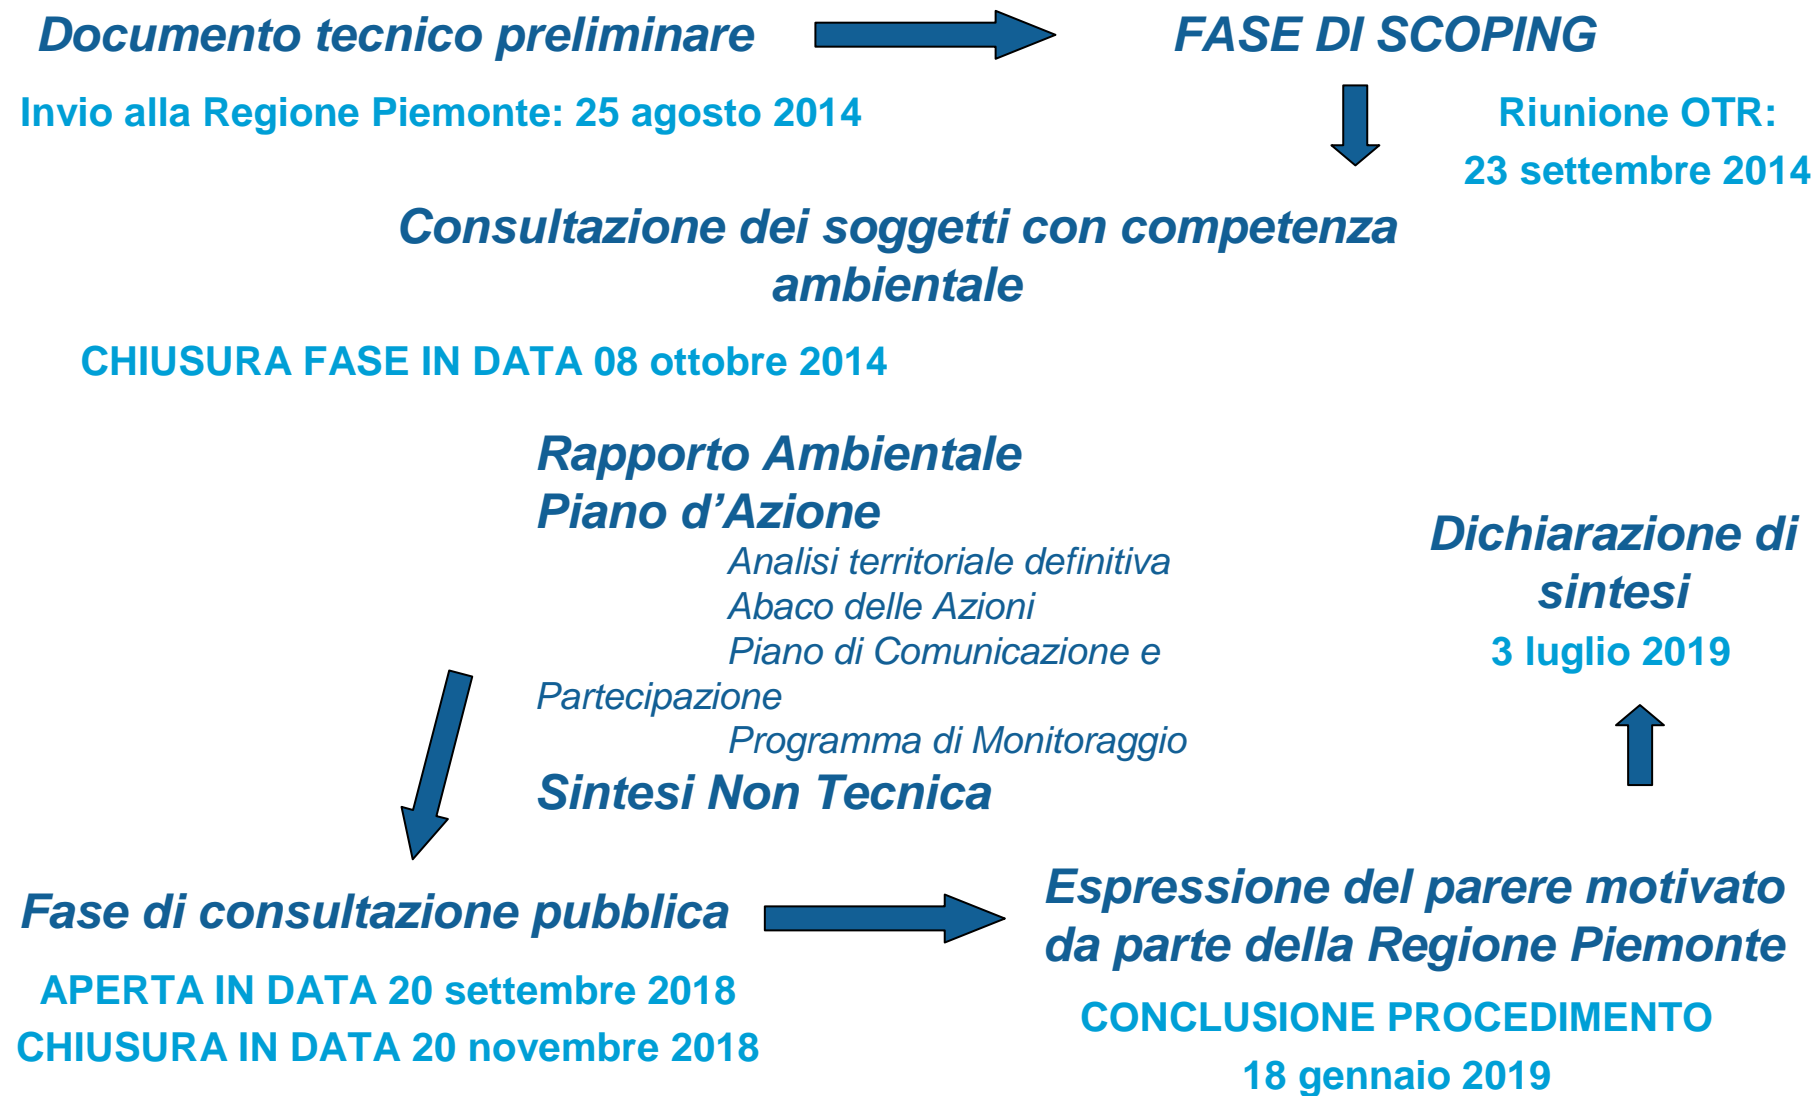 Documento tecnico preliminare
FASE DI SCOPING
Invio alla Regione Piemonte: 25 agosto 2014
Riunione OTR:
23 settembre 2014
Consultazione dei soggetti con competenza
ambientale
CHIUSURA FASE IN DATA 08 ottobre 2014
Rapporto Ambientale
Piano d’Azione
Analisi territoriale definitiva
Abaco delle Azioni
Piano di Comunicazione e
Partecipazione
Programma di Monitoraggio
Sintesi Non Tecnica
Fase di consultazione pubblica
APERTA IN DATA 20 settembre 2018
CHIUSURA IN DATA 20 novembre 2018
Espressione del parere motivato
da parte della Regione Piemonte
CONCLUSIONE PROCEDIMENTO
18 gennaio 2019
Dichiarazione di
sintesi
3 luglio 2019